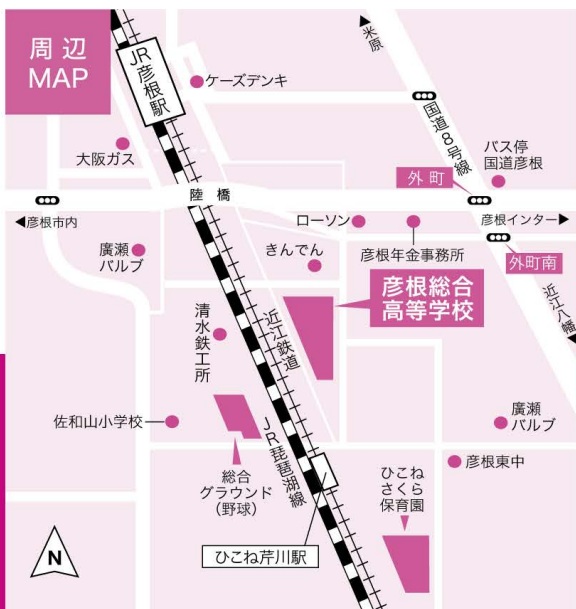 周辺
MAP
JR彦根駅
ケーズデンキ
米原
国道8号線
大阪ガス
バス停
国道彦根
外町
陸橋
彦根市内
ローソン
彦根インター
廣瀬
バルブ
きんでん
彦根年金事務所
外町南
彦根総合
高等学校
近江八幡
清水鉄工所
近江鉄道
佐和山小学校
JR琵琶湖線
廣瀬
バルブ
彦根東中
総合
グラウンド
(野球)
ひこね
さくら
保育園
ひこね芹川駅
N